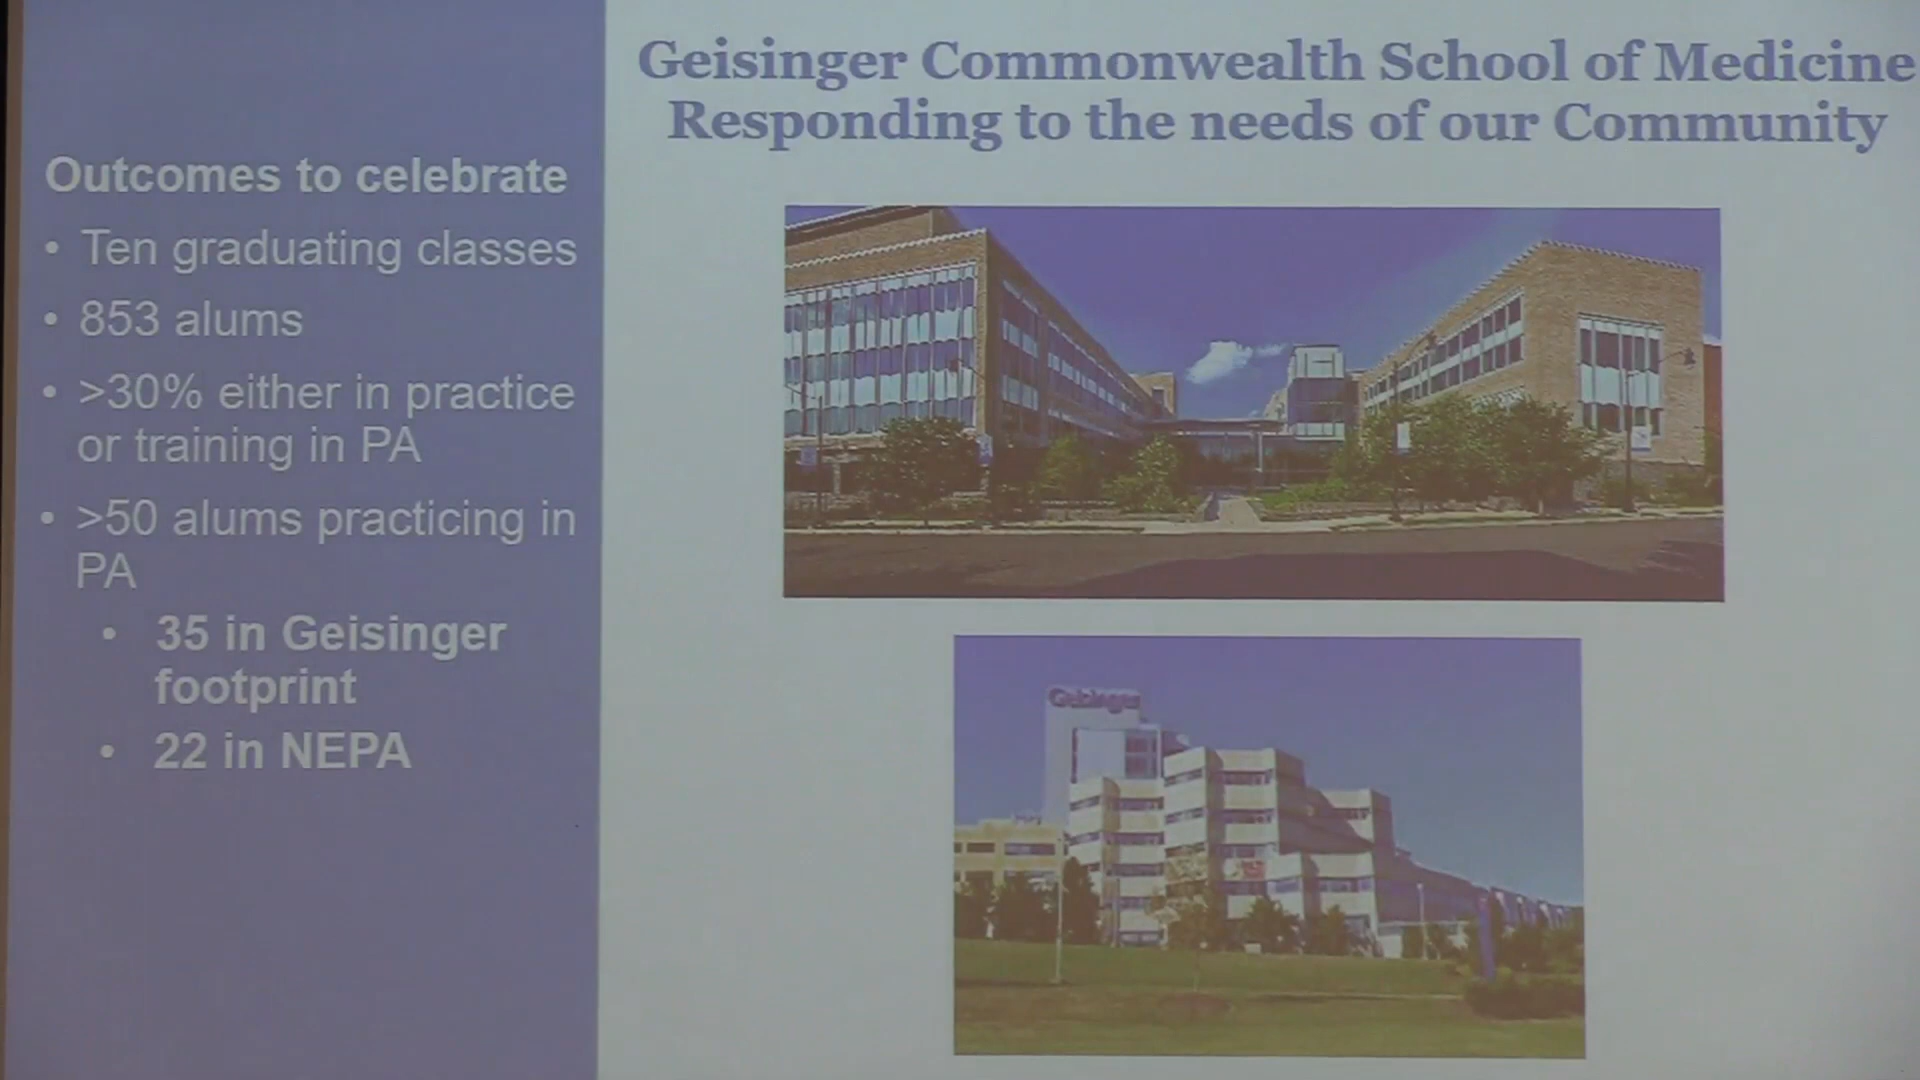 Geisinger Commonwealth School of Medicine
Responding to the needs of our Community
Outcomes to celebrate
• Ten graduating classes
• 853 alums
• >30% either in practice
or training in PA
• >50 alums practicing in
PA
• 35 in Geisinger
footprint
• 22 in NEPA
Geisinger